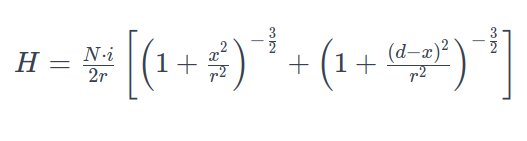 H = \frac{N \cdot i}{2r} \left[ \left( 1 + \frac{x^2}{r^2} \right)^{-\frac{3}{2}} + \left( 1 + \frac{(d-x)^2}{r^2} \right)^{-\frac{3}{2}} \right]